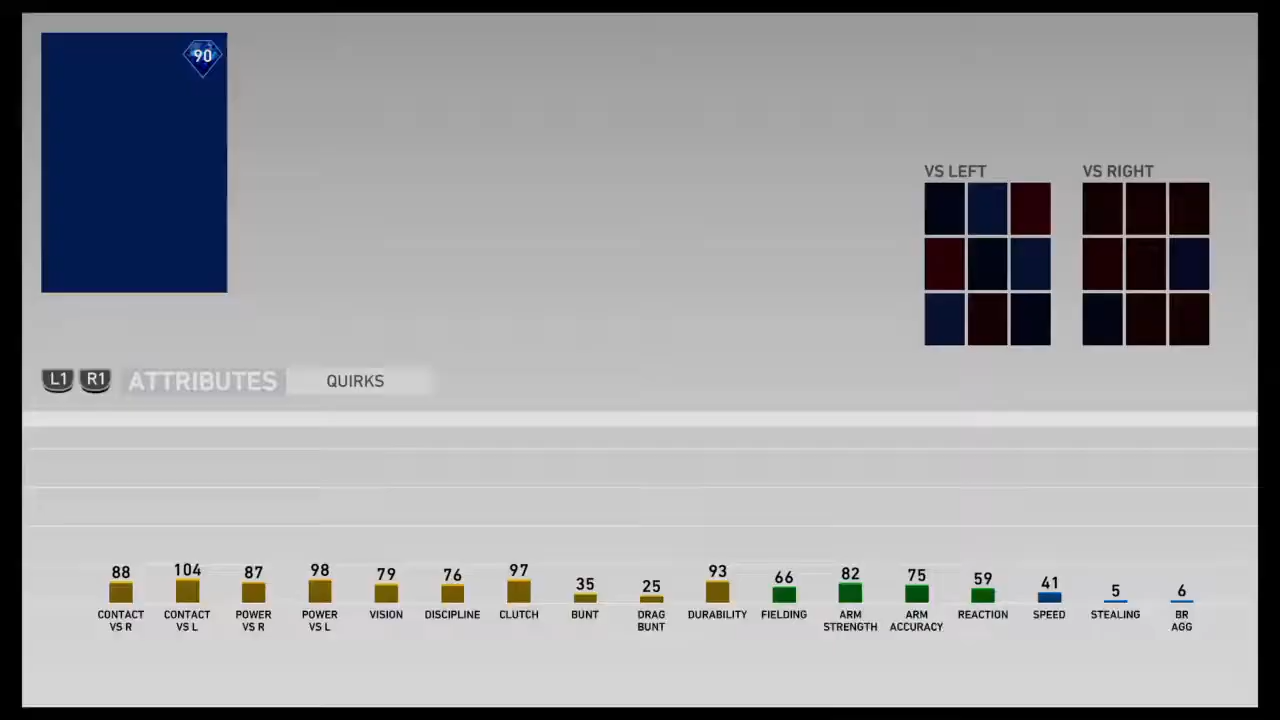 90
VS LEFT VS RIGHT
L1 R1 ATTRIBUTES QUIRKS
88 104 87 98 79 76 97 35 25 93 66 82 75 59 41 5 6
CONTACT CONTACT POWER POWER VISION DISCIPLINE CLUTCH BUNT DRAG DURABILITY FIELDING ARM ARM REACTION SPEED STEALING BR
VS R VS L VS R VS L BUNT STRENGTH ACCURACY AGG